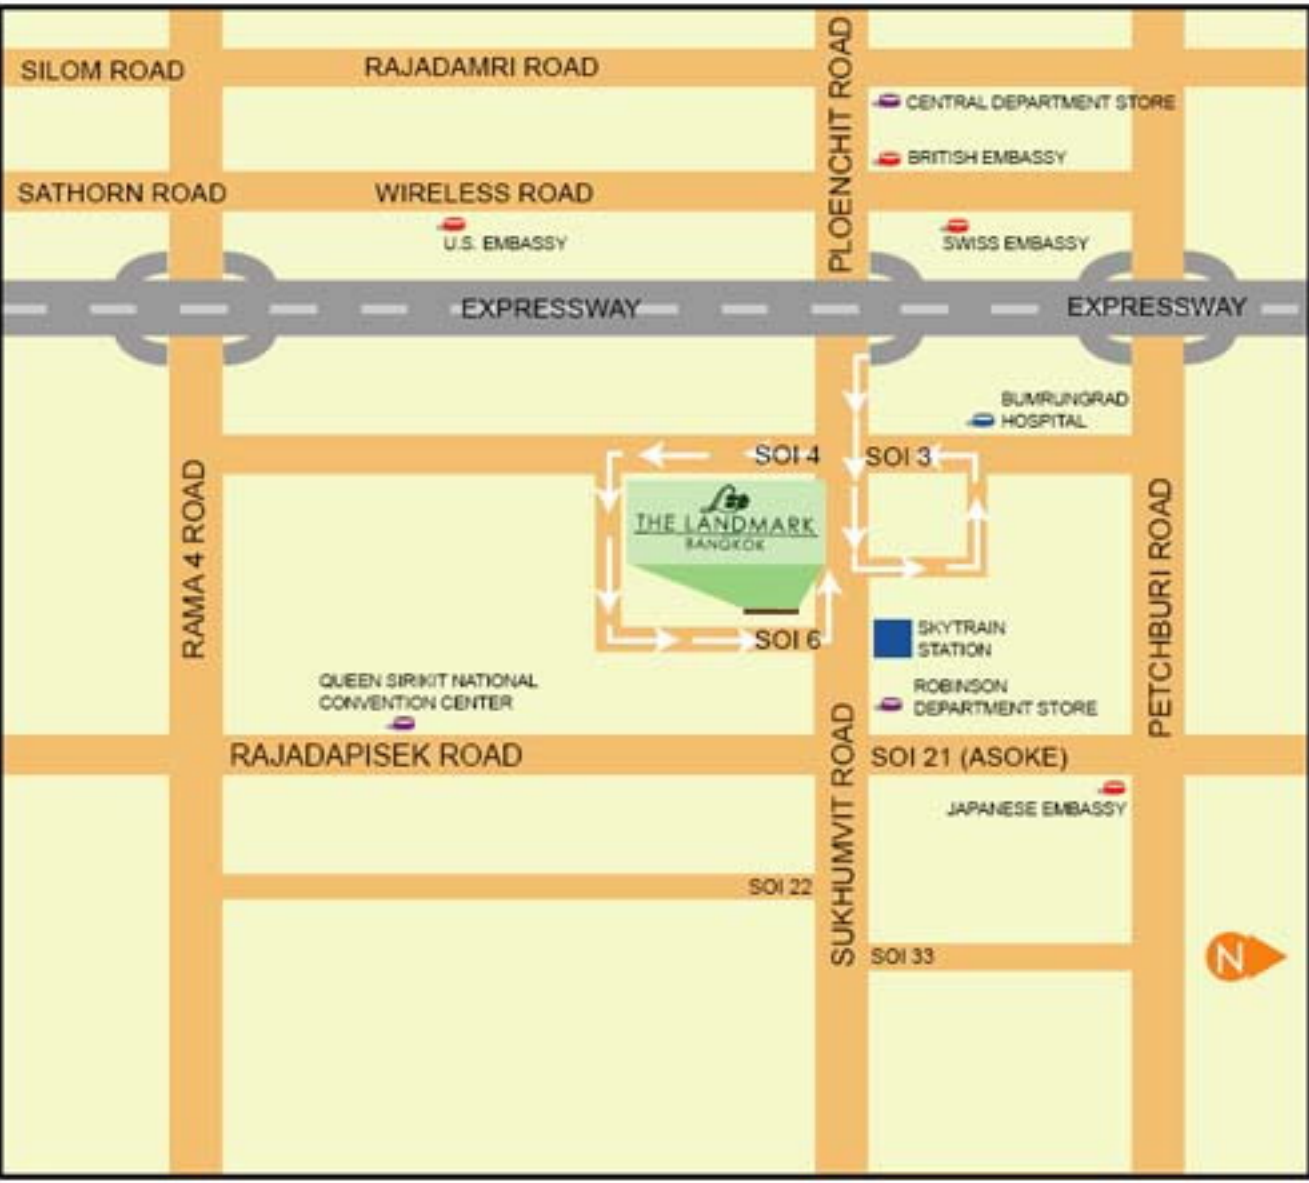 SILOM ROAD
RAJADAMRI ROAD
PLOENCHIT ROAD
CENTRAL DEPARTMENT STORE
BRITISH EMBASSY
SATHORN ROAD
WIRELESS ROAD
U.S. EMBASSY
SWISS EMBASSY
EXPRESSWAY
EXPRESSWAY
BUMRUNGRAD
HOSPITAL
SOI 4
SOI 3
THE LANDMARK
BANGKOK
RAMA 4 ROAD
PETCHBURI ROAD
SOI 6
SKYTRAIN
STATION
QUEEN SIRIKIT NATIONAL
CONVENTION CENTER
ROBINSON
DEPARTMENT STORE
RAJADAPISEK ROAD
SUKHUMVIT ROAD
SOI 21 (ASOKE)
JAPANESE EMBASSY
SOI 22
SOI 33
N